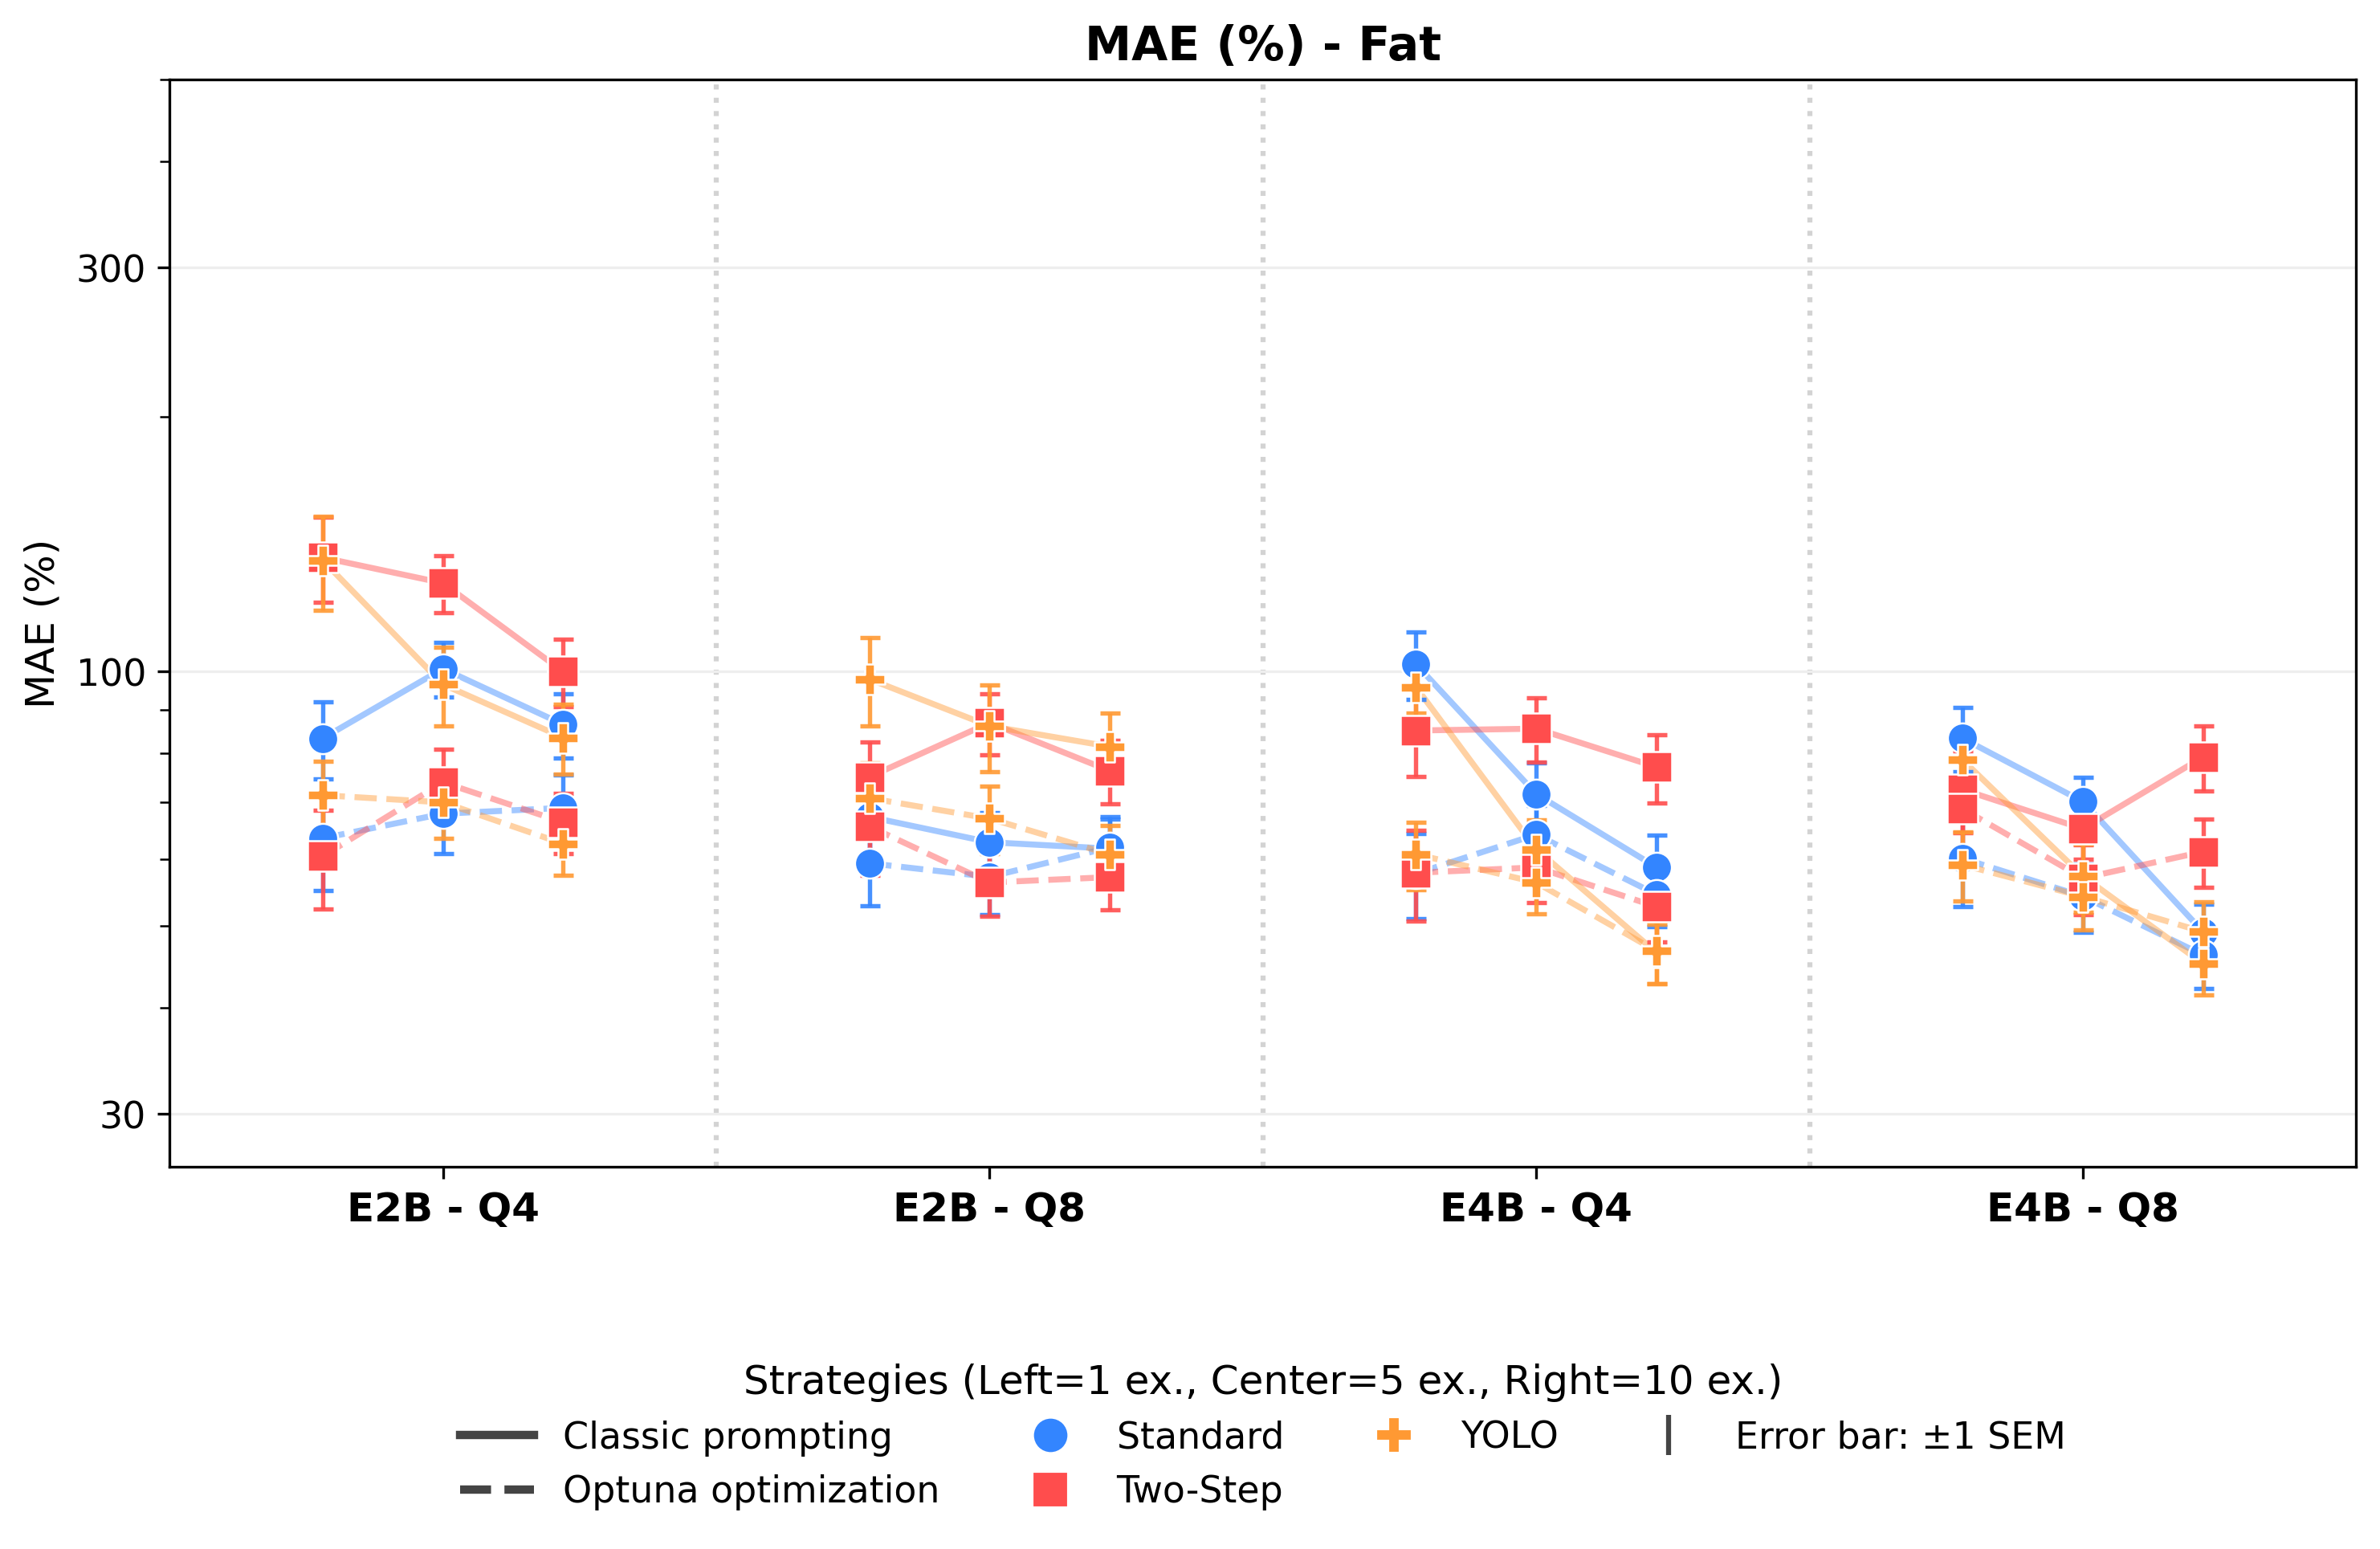 MAE (%) - Fat
MAE (%)
300
100
30
E2B - Q4
E2B - Q8
E4B - Q4
E4B - Q8
Strategies (Left=1 ex., Center=5 ex., Right=10 ex.)
Classic prompting
Optuna optimization
Standard
Two-Step
YOLO
Error bar: ±1 SEM